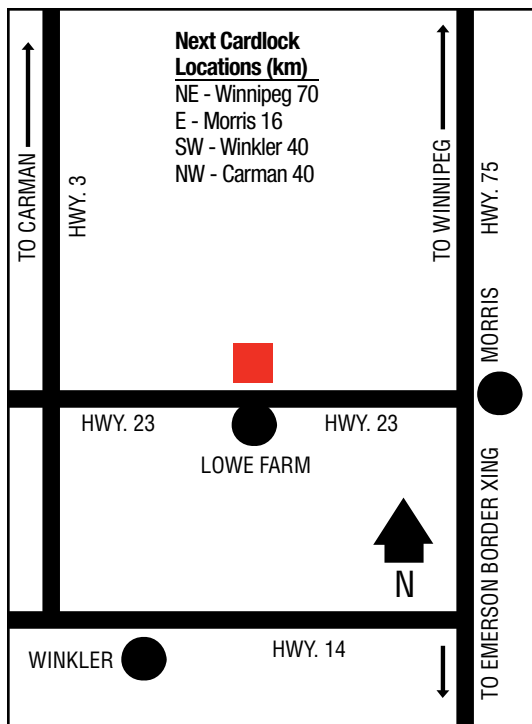 Next Cardlock
Locations (km)
NE - Winnipeg 70
E - Morris 16
SW - Winkler 40
NW - Carman 40
TO CARMAN
HWY. 3
TO WINNIPEG
HWY. 75
MORRIS
HWY. 23
HWY. 23
LOWE FARM
N
TO EMERSON BORDER XING
WINKLER
HWY. 14